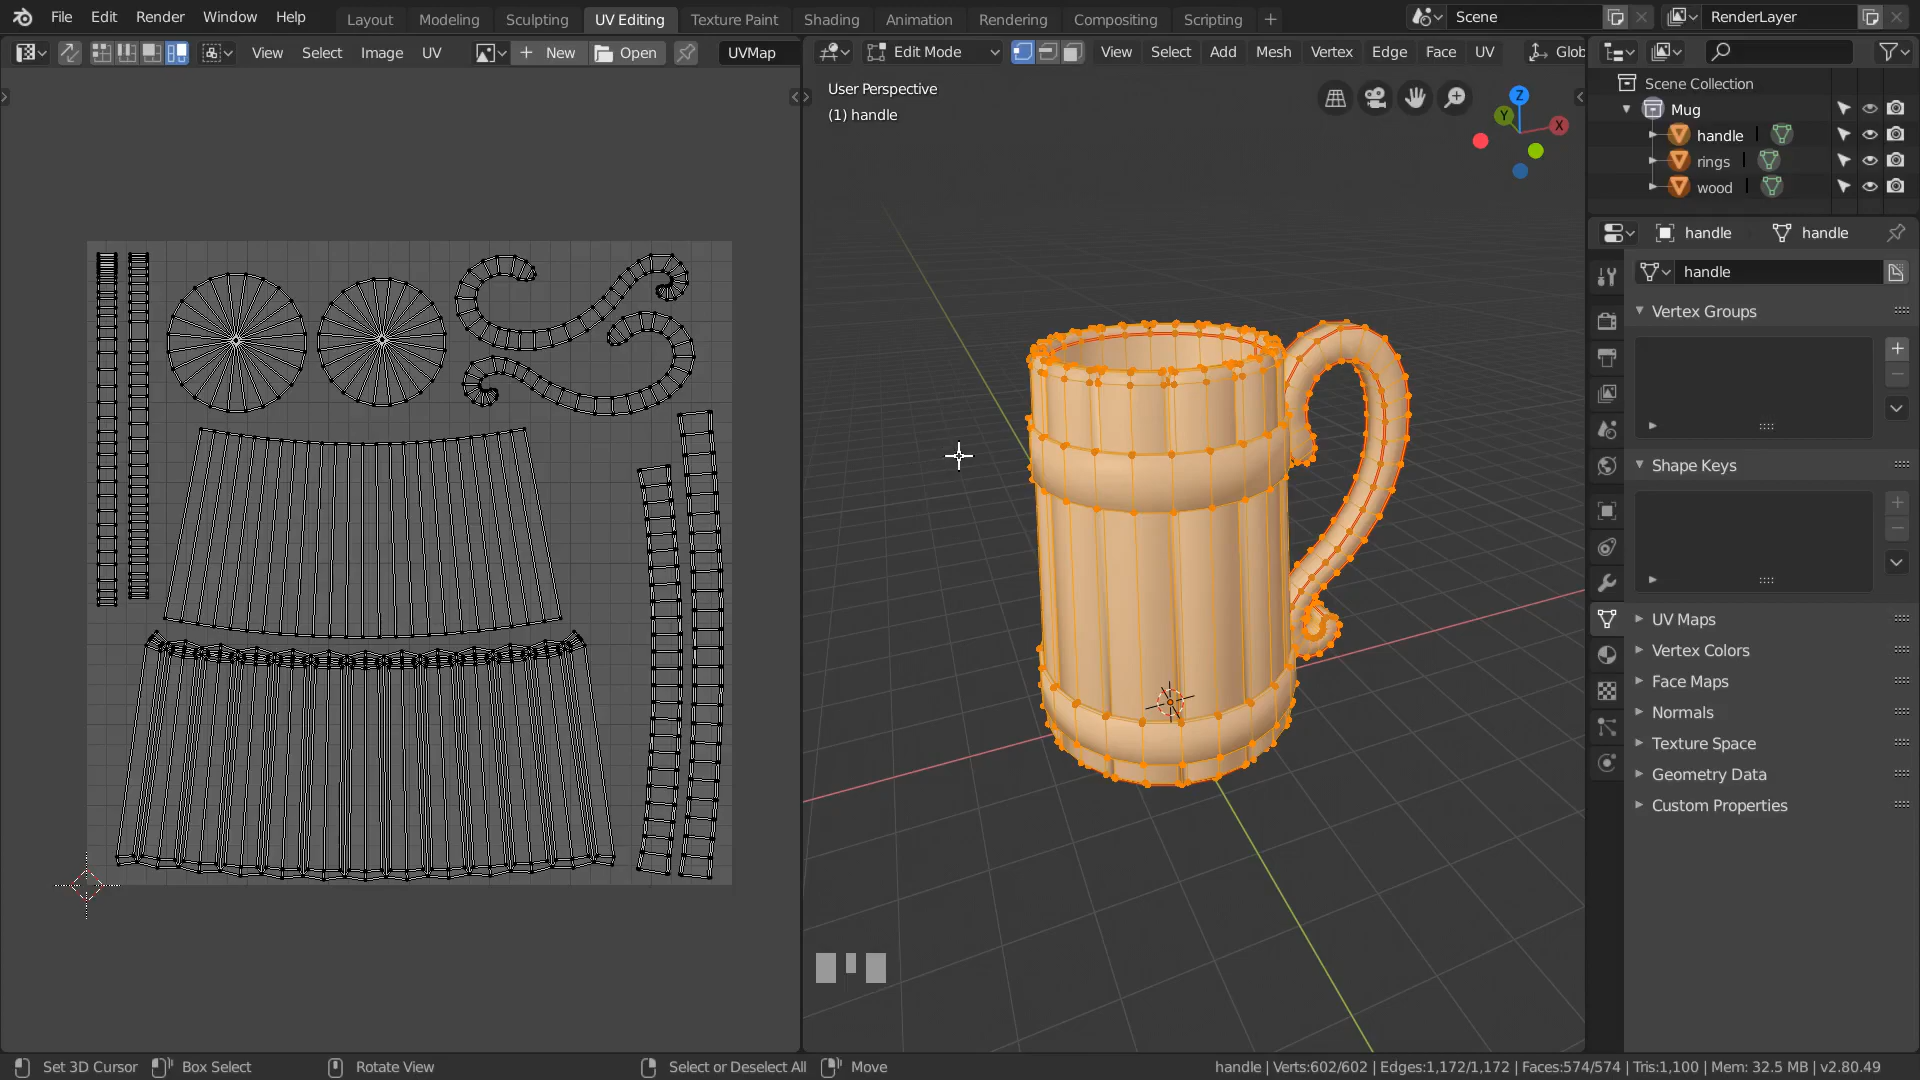 File Edit Render Window Help Layout Modeling Sculpting UV Editing Texture Paint Shading Animation Rendering Compositing Scripting + Scene RenderLayer
View Select Image UV New Open UVMap
Edit Mode View Select Add Mesh Vertex Edge Face UV Glob
User Perspective
(1) handle
Z
Y
X
Scene Collection
Mug
handle
rings
wood
handle handle
handle
Vertex Groups
Shape Keys
UV Maps
Vertex Colors
Face Maps
Normals
Texture Space
Geometry Data
Custom Properties
Set 3D Cursor Box Select Rotate View Select or Deselect All Move handle | Verts:602/602 | Edges:1,172/1,172 | Faces:574/574 | Tris:1,100 | Mem: 32.5 MB | v2.80.49